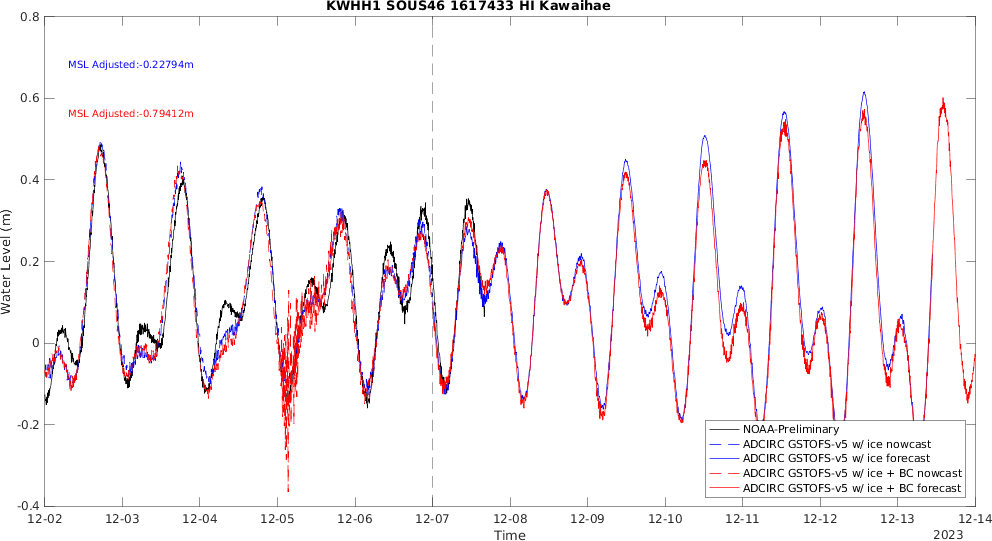 KWHH1 SOUS46 1617433 HI Kawaihae
0.8
MSL Adjusted:-0.22794m
0.6
MSL Adjusted:-0.79412m
0.4
0.2
0
-0.2
-0.4
Water Level (m)
NOAA-Preliminary
ADCIRC GSTOFS-v5 w/ ice nowcast
ADCIRC GSTOFS-v5 w/ ice forecast
ADCIRC GSTOFS-v5 w/ ice + BC nowcast
ADCIRC GSTOFS-v5 w/ ice + BC forecast
12-02 12-03 12-04 12-05 12-06 12-07 12-08 12-09 12-10 12-11 12-12 12-13 12-14
Time
2023